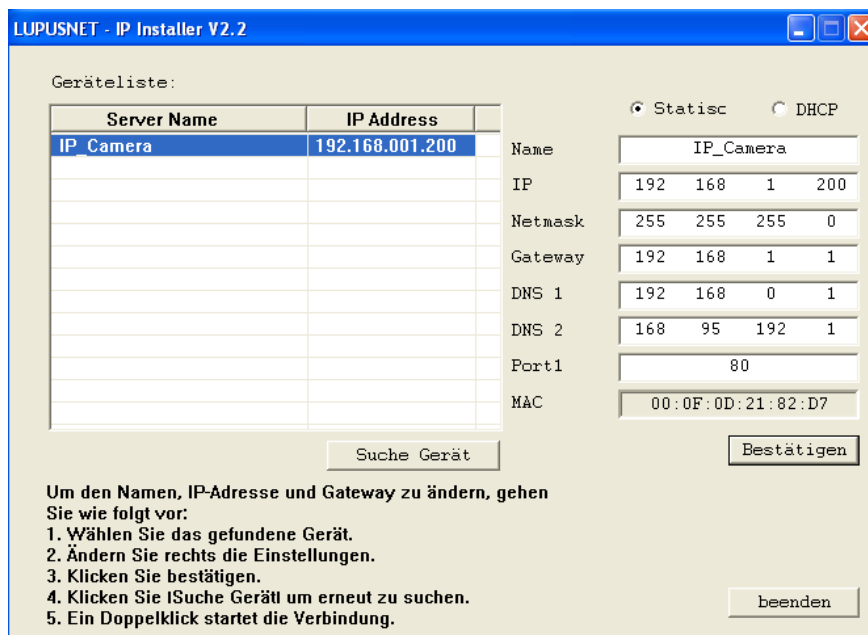 LUPUSNET - IP Installer V2.2
Geräteliste:
Server Name IP Address
IP_Camera 192.168.001.200
Statisc DHCP
Name IP_Camera
IP 192 168 1 200
Netmask 255 255 255 0
Gateway 192 168 1 1
DNS 1 192 168 0 1
DNS 2 168 95 192 1
Port1 80
MAC 00:0F:0D:21:82:D7
Suche Gerät
Bestätigen
Um den Namen, IP-Adresse und Gateway zu ändern, gehen
Sie wie folgt vor:
1. Wählen Sie das gefundene Gerät.
2. Ändern Sie rechts die Einstellungen.
3. Klicken Sie bestätigen.
4. Klicken Sie |Suche Gerät| um erneut zu suchen.
5. Ein Doppelklick startet die Verbindung.
beenden